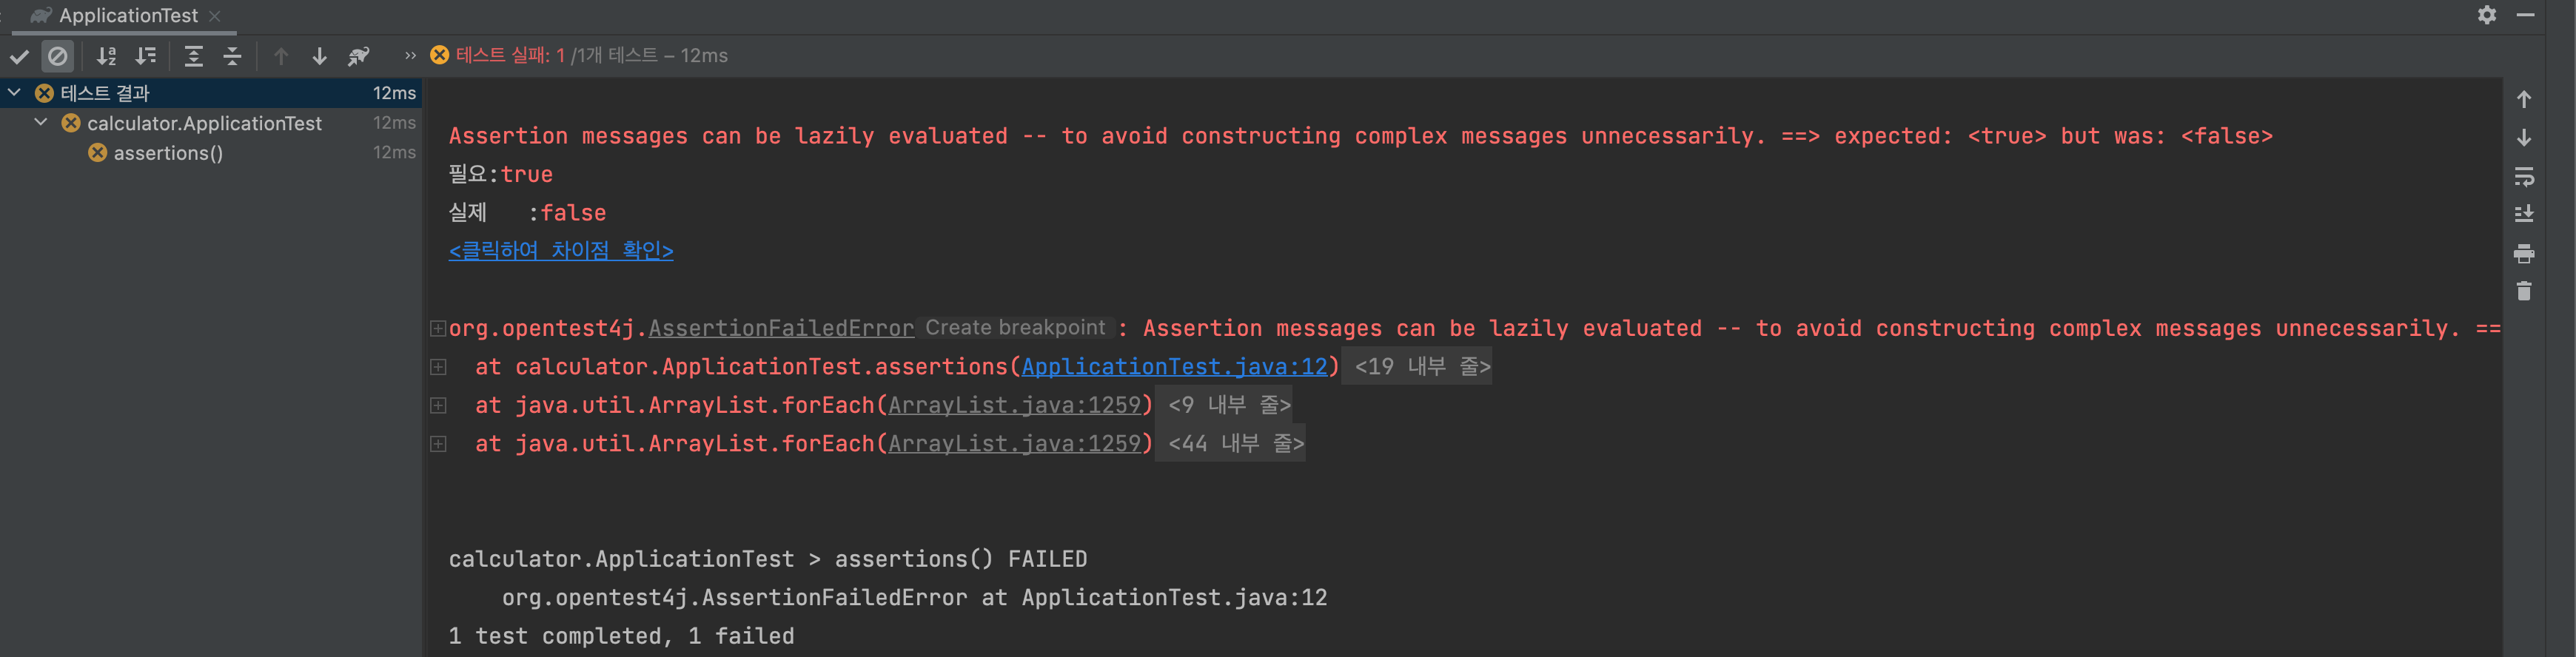 ApplicationTest
테스트 실패: 1 /1개 테스트 – 12ms
테스트 결과 12ms
calculator.ApplicationTest 12ms
assertions() 12ms
Assertion messages can be lazily evaluated -- to avoid constructing complex messages unnecessarily. ==> expected: <true> but was: <false>
필요:true
실제   :false
<클릭하여 차이점 확인>
org.opentest4j.AssertionFailedError Create breakpoint : Assertion messages can be lazily evaluated -- to avoid constructing complex messages unnecessarily. ==
at calculator.ApplicationTest.assertions(ApplicationTest.java:12) <19 내부 줄>
at java.util.ArrayList.forEach(ArrayList.java:1259) <9 내부 줄>
at java.util.ArrayList.forEach(ArrayList.java:1259) <44 내부 줄>
calculator.ApplicationTest > assertions() FAILED
org.opentest4j.AssertionFailedError at ApplicationTest.java:12
1 test completed, 1 failed